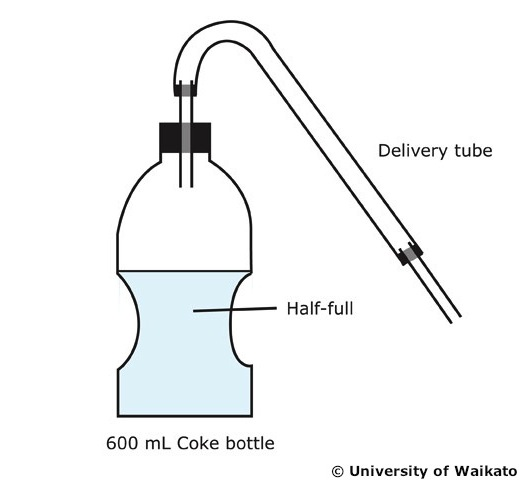 Delivery tube
Half-full
600 mL Coke bottle
© University of Waikato